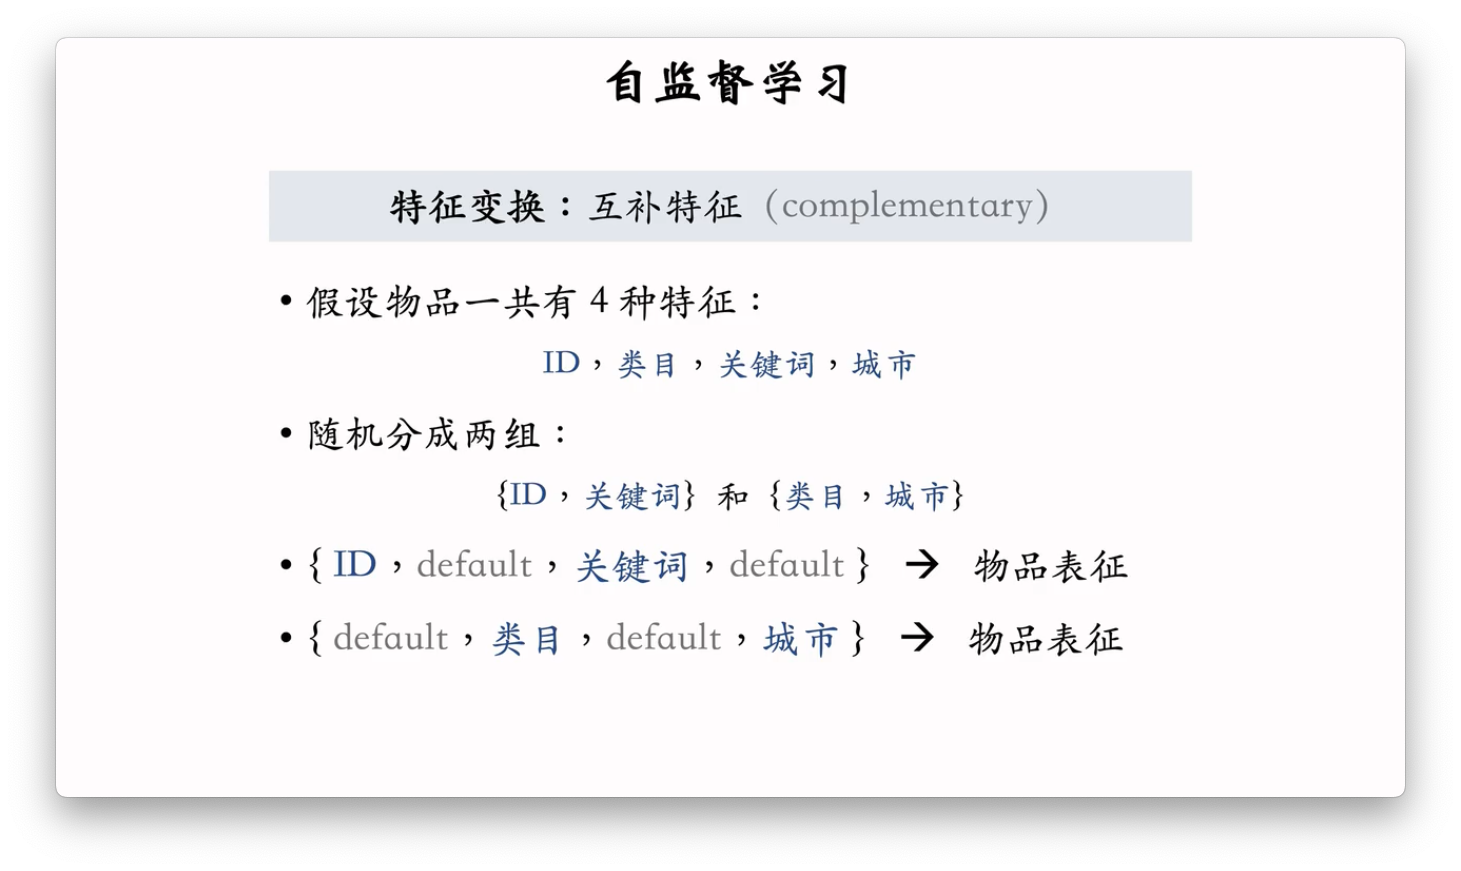 自监督学习
特征变换：互补特征（complementary）
• 假设物品一共有 4 种特征：
ID，类目，关键词，城市
• 随机分成两组：
{ID，关键词} 和 {类目，城市}
• { ID，default，关键词，default } → 物品表征
• { default，类目，default，城市 } → 物品表征